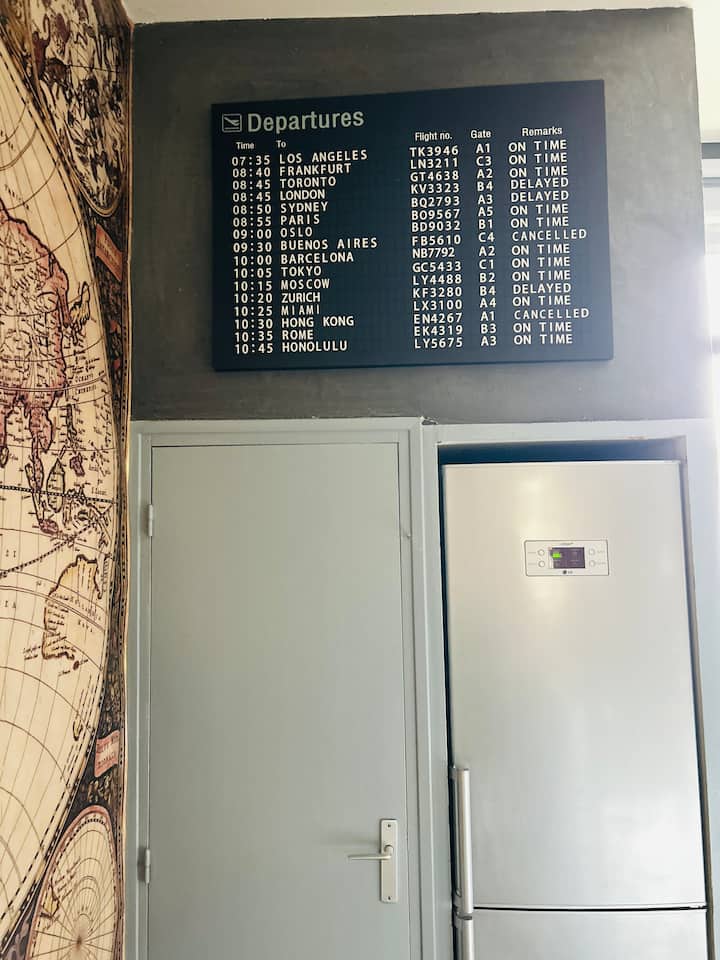 Departures
Time To Flight no. Gate Remarks
07:35 LOS ANGELES TK3946 A1 ON TIME
08:40 FRANKFURT LN3211 C3 ON TIME
08:45 TORONTO GT4638 A2 ON TIME
08:45 LONDON KV3323 B4 DELAYED
08:50 SYDNEY BQ2793 A3 DELAYED
08:55 PARIS BO9567 A5 ON TIME
09:00 OSLO BD9032 B1 ON TIME
09:30 BUENOS AIRES FB5610 C4 CANCELLED
10:00 BARCELONA NB7792 A2 ON TIME
10:05 TOKYO GC5433 C1 ON TIME
10:15 MOSCOW LY4488 B2 ON TIME
10:20 ZURICH KF3280 B4 DELAYED
10:25 MIAMI LX3100 A4 ON TIME
10:30 HONG KONG EN4267 A1 CANCELLED
10:35 ROME EK4319 B3 ON TIME
10:45 HONOLULU LY5675 A3 ON TIME
LG